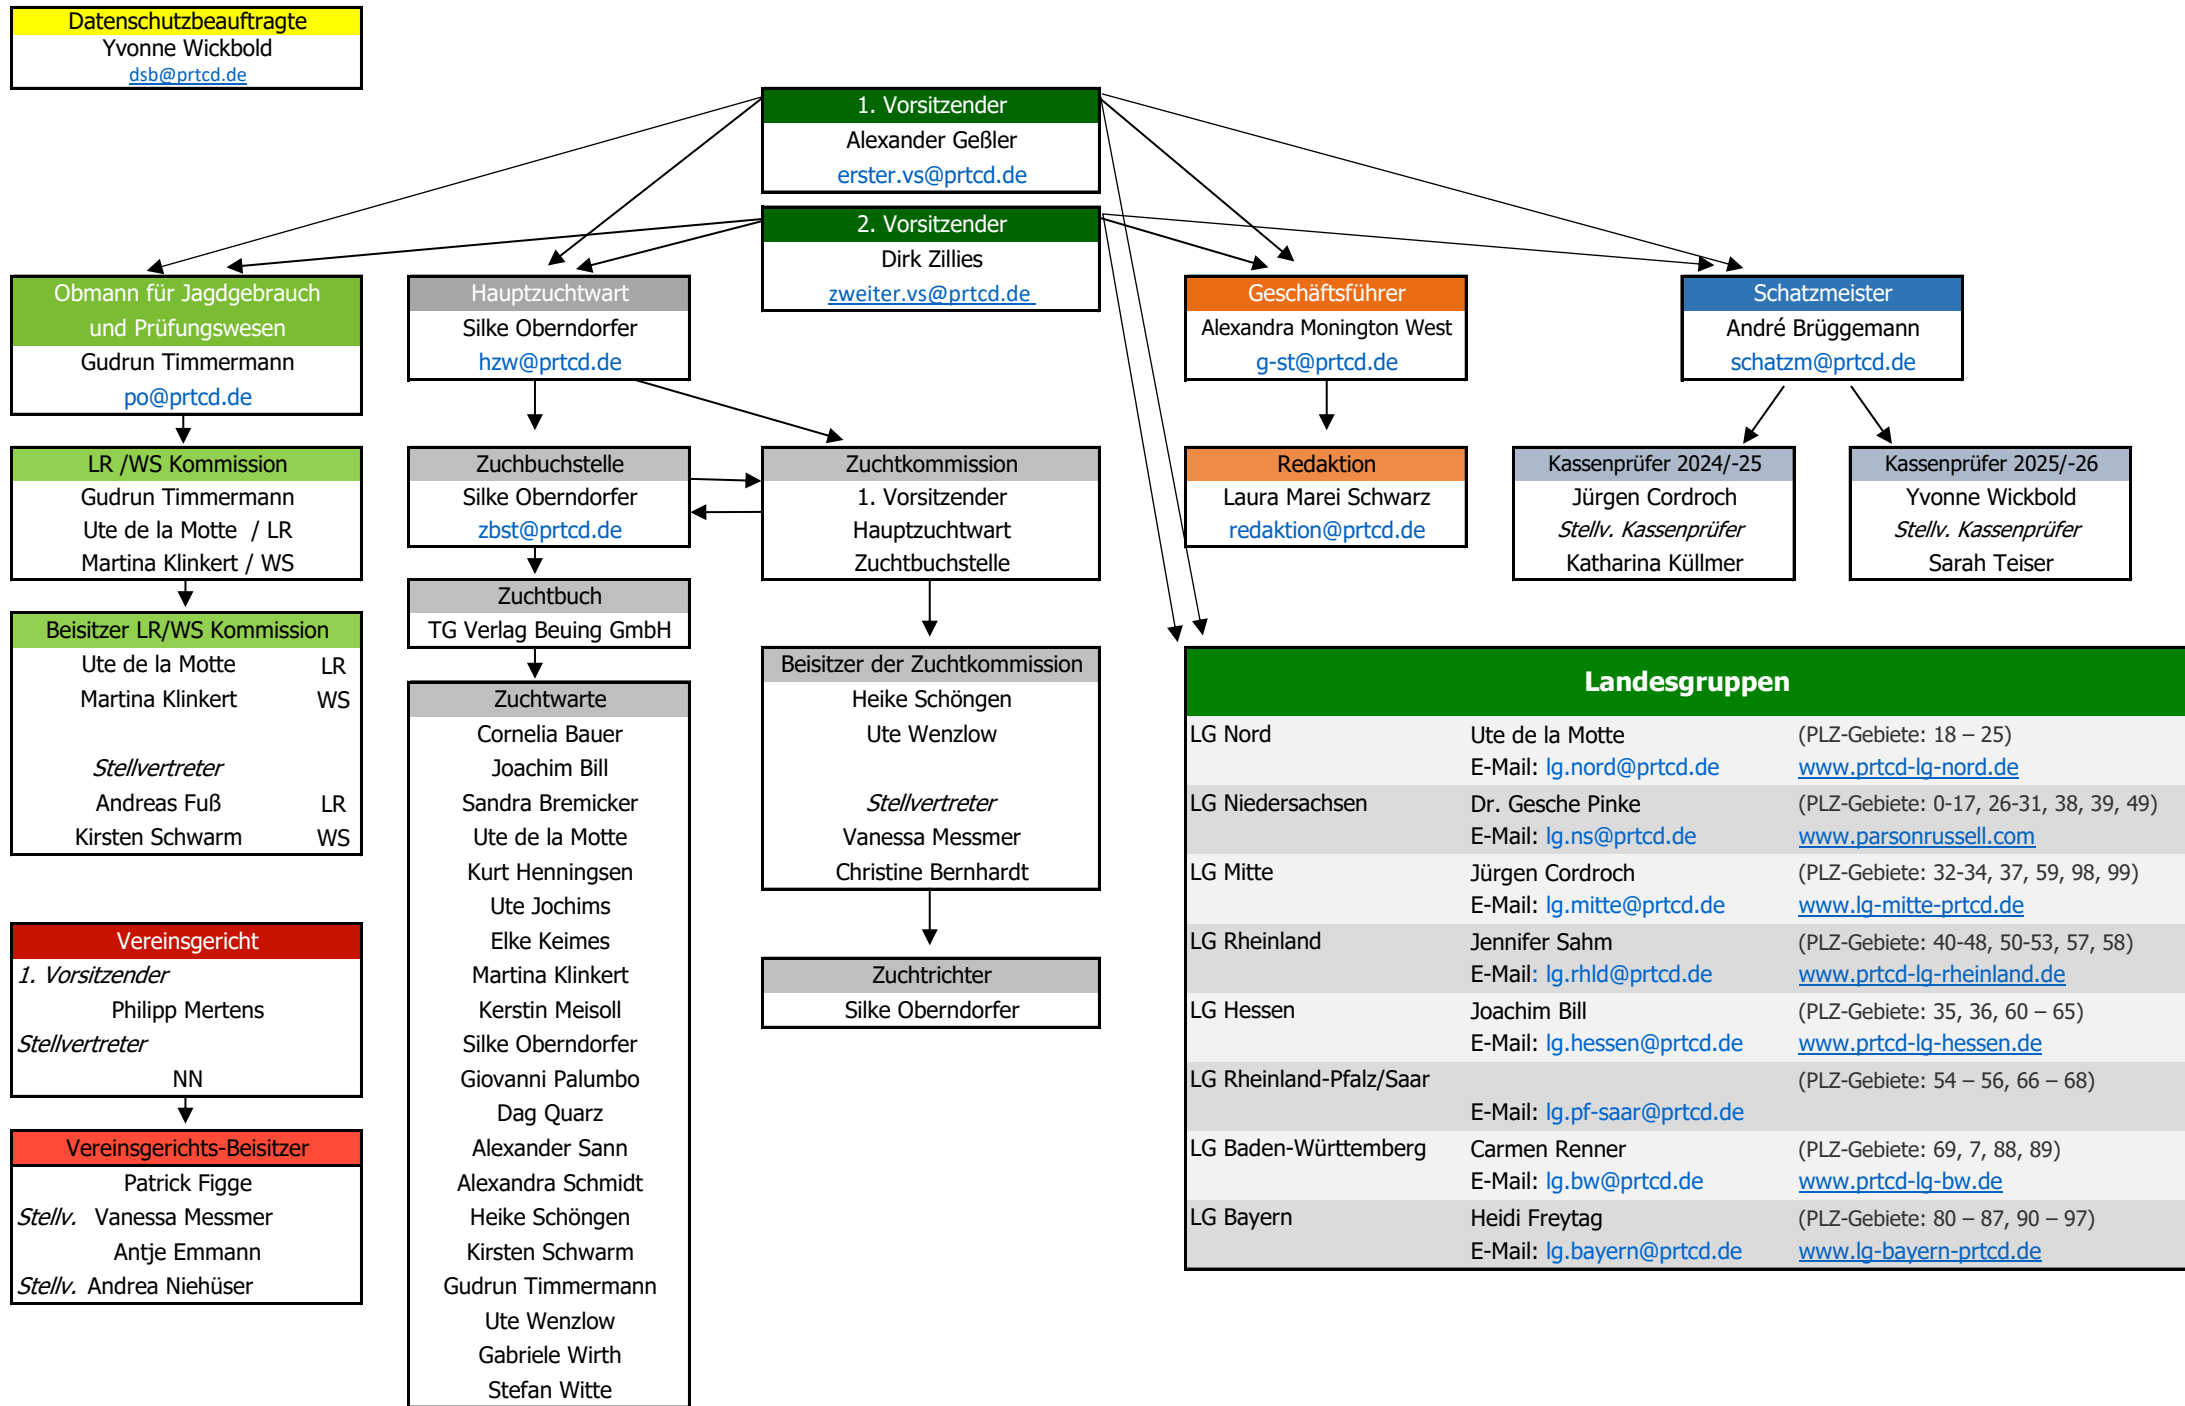 Datenschutzbeauftragte
Yvonne Wickbold
dsb@prtcd.de
1. Vorsitzender
Alexander Geßler
erster.vs@prtcd.de
2. Vorsitzender
Dirk Zillies
zweiter.vs@prtcd.de
Obmann für Jagdgebrauch
und Prüfungswesen
Gudrun Timmermann
po@prtcd.de
Hauptzuchtwart
Silke Oberndorfer
hzw@prtcd.de
Geschäftsführer
Alexandra Monington West
g-st@prtcd.de
Schatzmeister
André Brüggemann
schatzm@prtcd.de
LR /WS Kommission
Gudrun Timmermann
Ute de la Motte / LR
Martina Klinkert / WS
Zuchbuchstelle
Silke Oberndorfer
zbst@prtcd.de
Zuchtkommission
1. Vorsitzender
Hauptzuchtwart
Zuchtbuchstelle
Redaktion
Laura Marei Schwarz
redaktion@prtcd.de
Kassenprüfer 2024/-25
Jürgen Cordroch
Stellv. Kassenprüfer
Katharina Küllmer
Kassenprüfer 2025/-26
Yvonne Wickbold
Stellv. Kassenprüfer
Sarah Teiser
Beisitzer LR/WS Kommission
Ute de la Motte LR
Martina Klinkert WS
Stellvertreter
Andreas Fuß LR
Kirsten Schwarm WS
Zuchtbuch
TG Verlag Beuing GmbH
Zuchtwarte
Cornelia Bauer
Joachim Bill
Sandra Bremicker
Ute de la Motte
Kurt Henningsen
Ute Jochims
Elke Keimes
Martina Klinkert
Kerstin Meisoll
Silke Oberndorfer
Giovanni Palumbo
Dag Quarz
Alexander Sann
Alexandra Schmidt
Heike Schöngen
Kirsten Schwarm
Gudrun Timmermann
Ute Wenzlow
Gabriele Wirth
Stefan Witte
Beisitzer der Zuchtkommission
Heike Schöngen
Ute Wenzlow
Stellvertreter
Vanessa Messmer
Christine Bernhardt
Zuchtrichter
Silke Oberndorfer
Vereinsgericht
1. Vorsitzender
Philipp Mertens
Stellvertreter
NN
Vereinsgerichts-Beisitzer
Patrick Figge
Stellv. Vanessa Messmer
Antje Emmann
Stellv. Andrea Niehüser
Landesgruppen
LG Nord Ute de la Motte (PLZ-Gebiete: 18 – 25)
E-Mail: lg.nord@prtcd.de www.prtcd-lg-nord.de
LG Niedersachsen Dr. Gesche Pinke (PLZ-Gebiete: 0-17, 26-31, 38, 39, 49)
E-Mail: lg.ns@prtcd.de www.parsonrussell.com
LG Mitte Jürgen Cordroch (PLZ-Gebiete: 32-34, 37, 59, 98, 99)
E-Mail: lg.mitte@prtcd.de www.lg-mitte-prtcd.de
LG Rheinland Jennifer Sahm (PLZ-Gebiete: 40-48, 50-53, 57, 58)
E-Mail: lg.rhld@prtcd.de www.prtcd-lg-rheinland.de
LG Hessen Joachim Bill (PLZ-Gebiete: 35, 36, 60 – 65)
E-Mail: lg.hessen@prtcd.de www.prtcd-lg-hessen.de
LG Rheinland-Pfalz/Saar (PLZ-Gebiete: 54 – 56, 66 – 68)
E-Mail: lg.pf-saar@prtcd.de
LG Baden-Württemberg Carmen Renner (PLZ-Gebiete: 69, 7, 88, 89)
E-Mail: lg.bw@prtcd.de www.prtcd-lg-bw.de
LG Bayern Heidi Freytag (PLZ-Gebiete: 80 – 87, 90 – 97)
E-Mail: lg.bayern@prtcd.de www.lg-bayern-prtcd.de